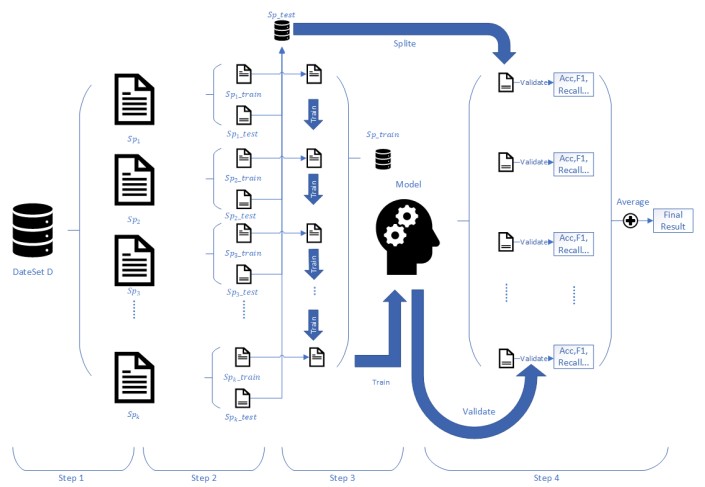 Sp_test
Splite
Sp₁
Sp₂
DateSet D
Sp₃
Spₖ
Sp₁_train
Sp₁_test
Sp₂_train
Sp₂_test
Sp₃_train
Sp₃_test
Spₖ_train
Spₖ_test
Train
Train
Train
Train
Sp_train
Model
Train
Validate
Validate
Acc,F1,
Recall...
Validate
Acc,F1,
Recall...
Validate
Acc,F1,
Recall...
Validate
Acc,F1,
Recall...
Average
Final
Result
Step 1
Step 2
Step 3
Step 4